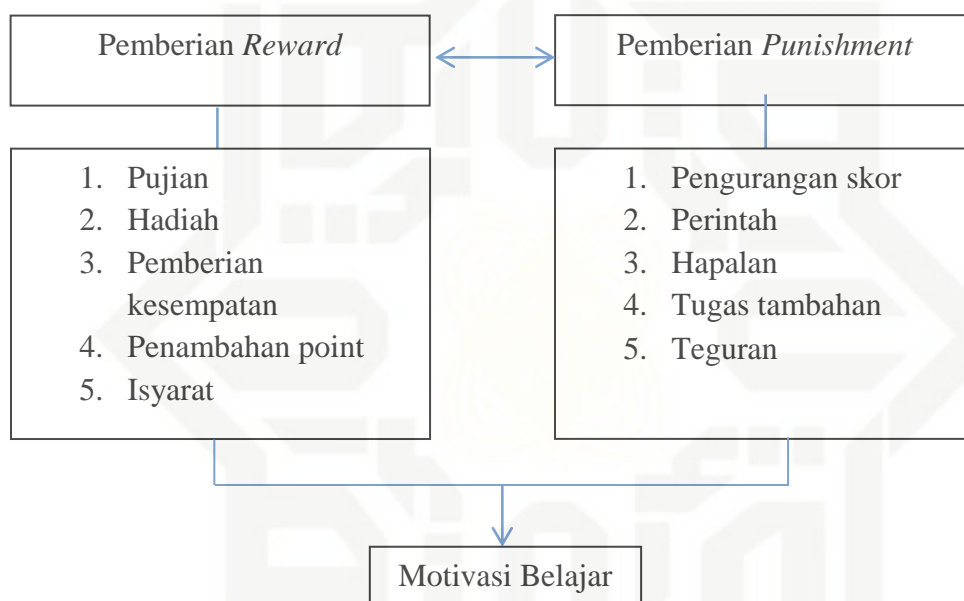 Pemberian Reward
Pemberian Punishment
1. Pujian
2. Hadiah
3. Pemberian
kesempatan
4. Penambahan point
5. Isyarat
1. Pengurangan skor
2. Perintah
3. Hapalan
4. Tugas tambahan
5. Teguran
Motivasi Belajar